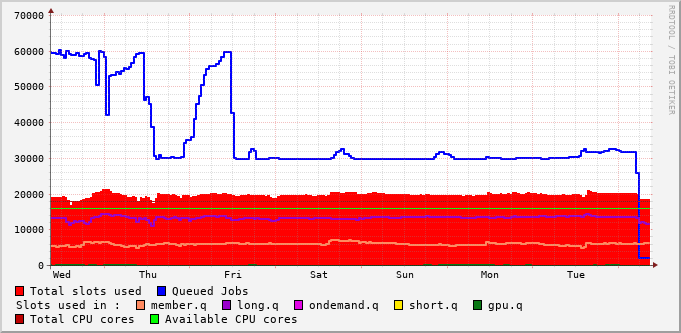 70000
60000
50000
40000
30000
20000
10000
0
Wed Thu Fri Sat Sun Mon Tue
RRDTOOL / TOBI OETIKER
Total slots used Queued Jobs
Slots used in : member.q long.q ondemand.q short.q gpu.q
Total CPU cores Available CPU cores